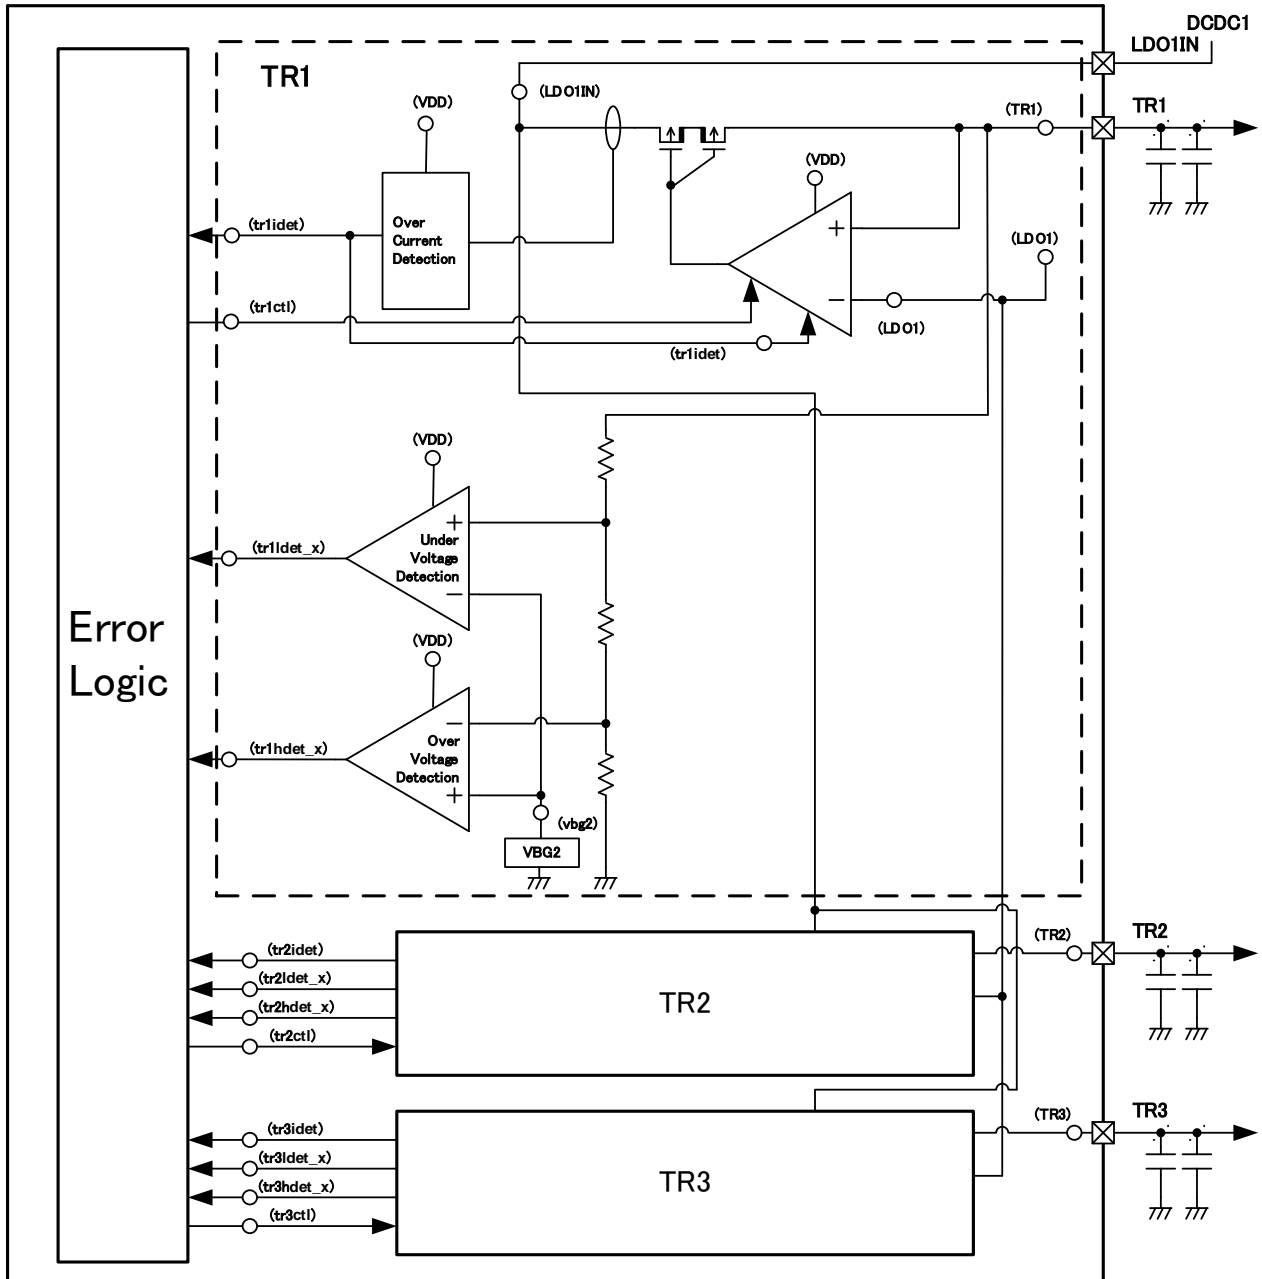 DCDC1
LDO1IN
TR1
(LDO1IN)
(VDD)
(TR1)
TR1
(VDD)
(tr1idet)
Over
Current
Detection
+
(LDO1)
(tr1ctl)
−
(LDO1)
(tr1idet)
(VDD)
+
(tr1ldet_x)
Under
Voltage
Detection
−
Error
Logic
(VDD)
−
(tr1hdet_x)
Over
Voltage
Detection
+
(vbg2)
VBG2
(tr2idet)
(tr2ldet_x)
(tr2hdet_x)
(tr2ctl)
TR2
(TR2)
TR2
(tr3idet)
(tr3ldet_x)
(tr3hdet_x)
(tr3ctl)
TR3
(TR3)
TR3